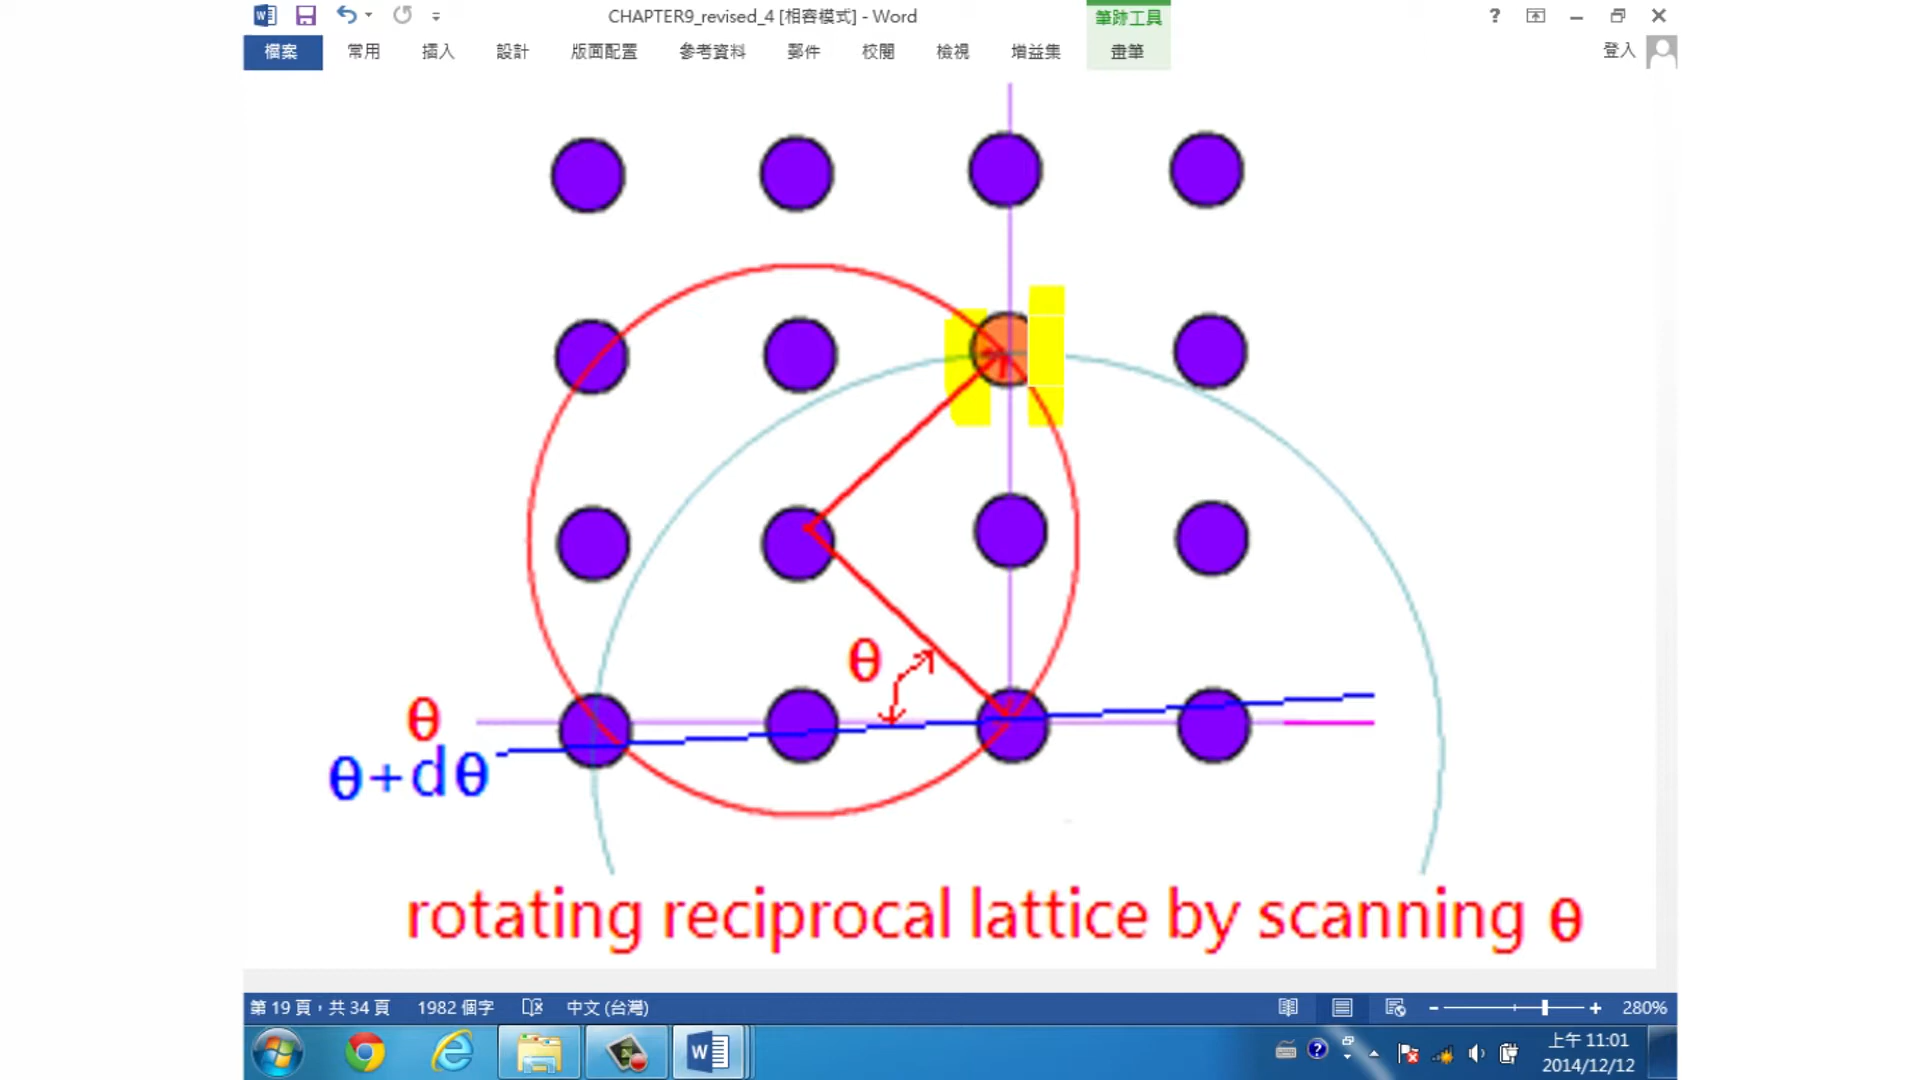 CHAPTER9_revised_4 [相容模式] - Word
筆跡工具
檔案 常用 插入 設計 版面配置 參考資料 郵件 校閱 檢視 增益集 畫筆
登入
θ
θ
θ+dθ
rotating reciprocal lattice by scanning θ
第 19 頁，共 34 頁 1982 個字 中文 (台灣) 280%
上午 11:01
2014/12/12